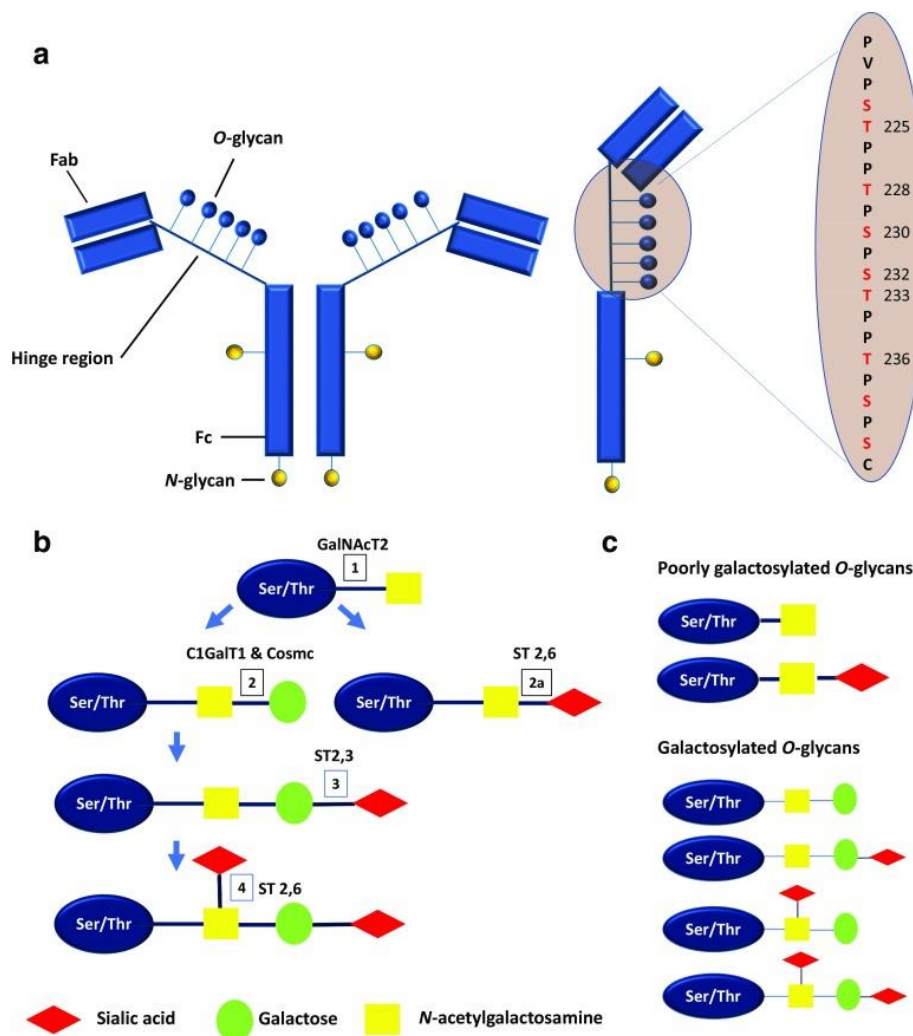 a
O-glycan
Fab
Hinge region
Fc
N-glycan
P
V
P
S
T 225
P
P
T 228
P
S 230
P
S 232
T 233
P
P
T 236
P
S
P
S
C
b
GalNAcT2
1
Ser/Thr
C1GalT1 & Cosmc
2
Ser/Thr
ST 2,6
2a
Ser/Thr
ST2,3
3
Ser/Thr
4 ST 2,6
Ser/Thr
Sialic acid
Galactose
N-acetylgalactosamine
c
Poorly galactosylated O-glycans
Ser/Thr
Ser/Thr
Galactosylated O-glycans
Ser/Thr
Ser/Thr
Ser/Thr
Ser/Thr